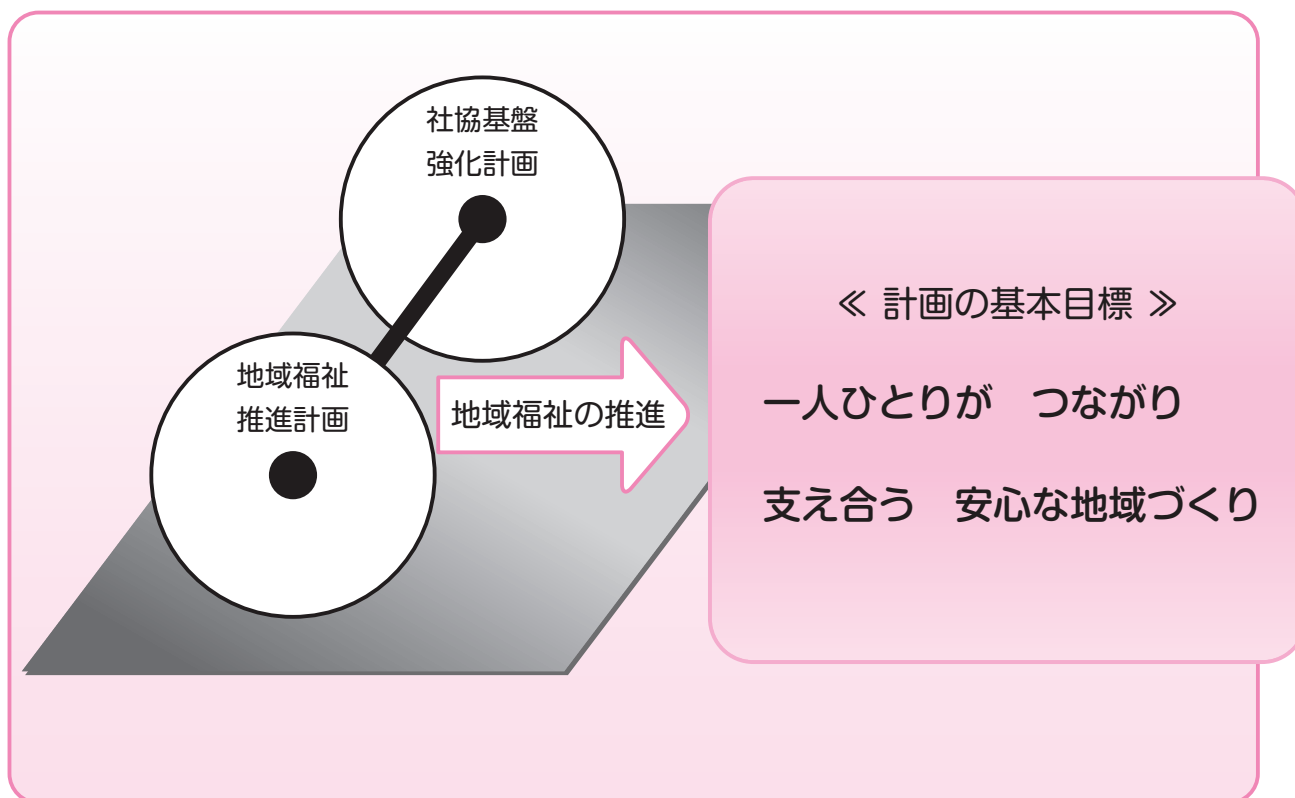 社協基盤
強化計画
地域福祉
推進計画
地域福祉の推進
≪ 計画の基本目標 ≫
一人ひとりが　つながり
支え合う　安心な地域づくり